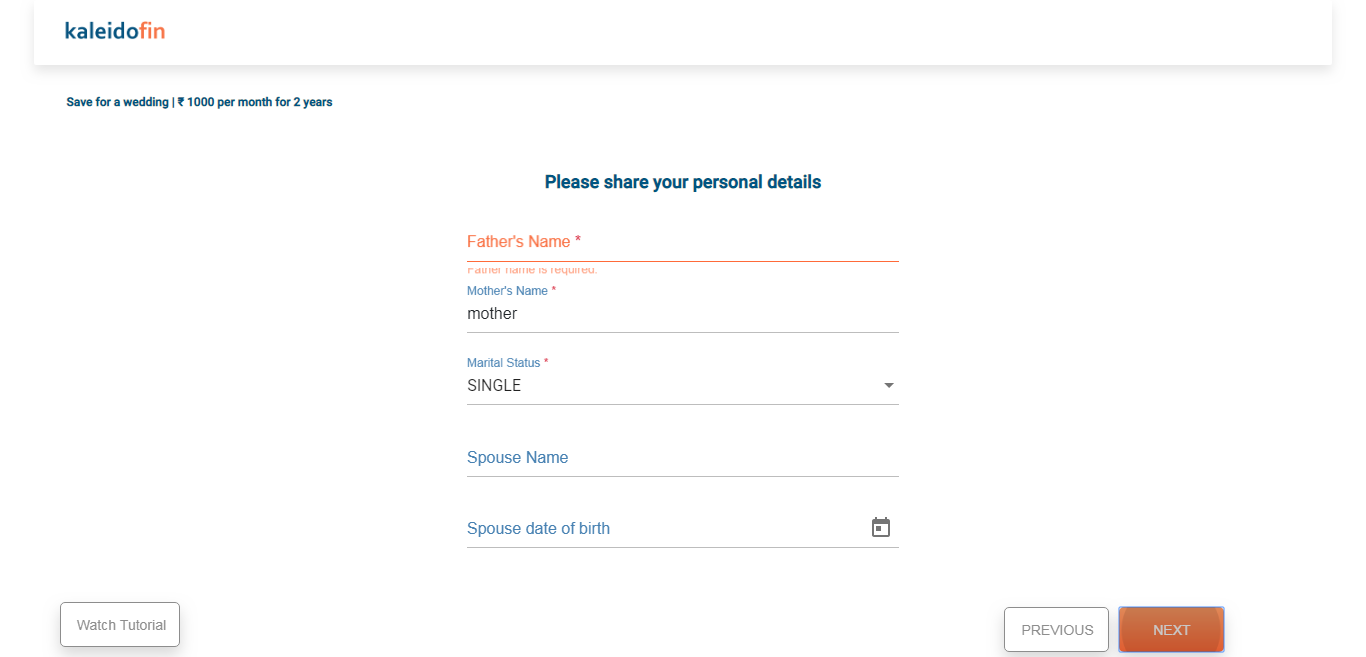 kaleidofin
Save for a wedding | ₹ 1000 per month for 2 years
Please share your personal details
Father's Name *
Father name is required.
Mother's Name *
mother
Marital Status *
SINGLE
Spouse Name
Spouse date of birth
Watch Tutorial
PREVIOUS
NEXT